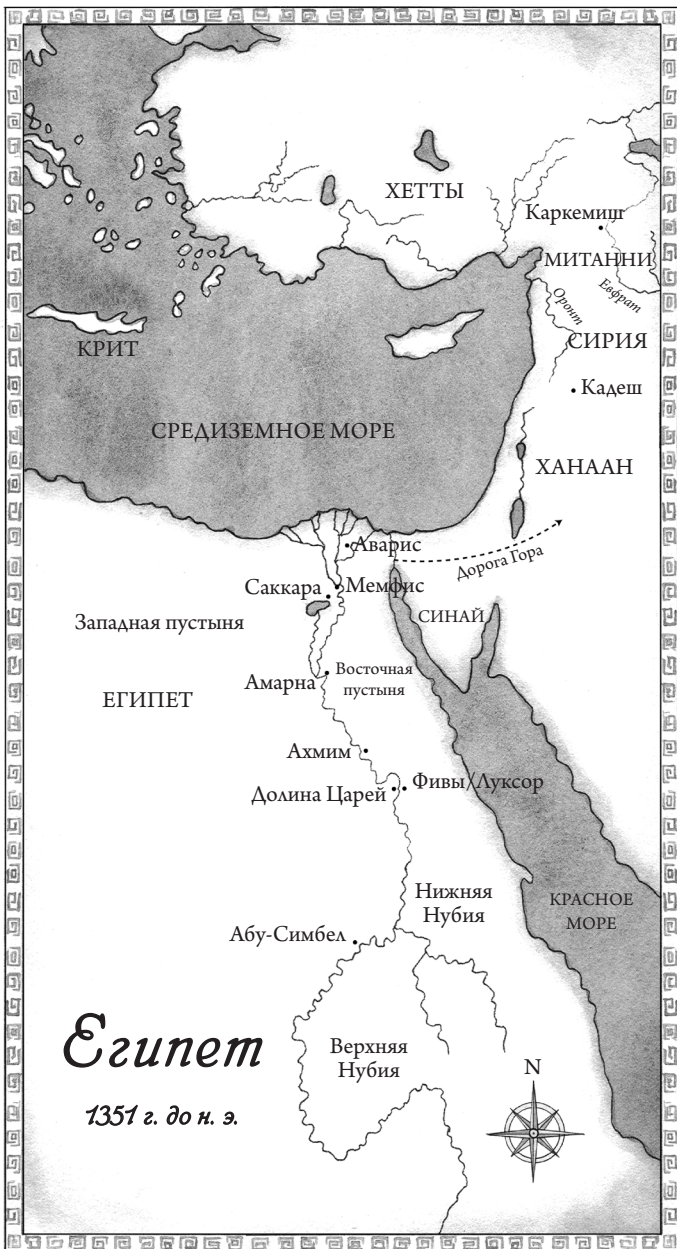 ХЕТТЫ
Каркемиш
МИТАННИ
Оронт
Евфрат
СИРИЯ
КРИТ
Кадеш
СРЕДИЗЕМНОЕ МОРЕ
ХАНААН
Аварис
Дорога Гора
Саккара
Мемфис
СИНАЙ
Западная пустыня
Восточная
пустыня
Амарна
ЕГИПЕТ
Ахмим
Фивы/Луксор
Долина Царей
Нижняя
Нубия
КРАСНОЕ
МОРЕ
Абу-Симбел
Египет
1351 г. до н. э.
Верхняя
Нубия
N